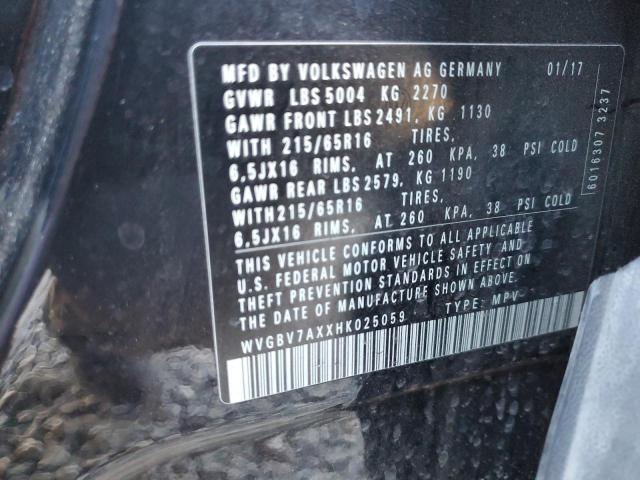 MFD BY VOLKSWAGEN AG GERMANY 01/17
GVWR LBS 5004 KG 2270
GAWR FRONT LBS 2491, KG 1130
WITH 215/65R16 TIRES,
6,5JX16 RIMS, AT 260 KPA, 38 PSI COLD
GAWR REAR LBS 2579, KG 1190
WITH 215/65R16 TIRES,
6,5JX16 RIMS, AT 260 KPA, 38 PSI COLD
THIS VEHICLE CONFORMS TO ALL APPLICABLE
U.S. FEDERAL MOTOR VEHICLE SAFETY AND
THEFT PREVENTION STANDARDS IN EFFECT ON
THE DATE OF MANUFACTURE SHOWN ABOVE.
WVGBV7AXXHK025059 TYPE: MPV
6016307 3237